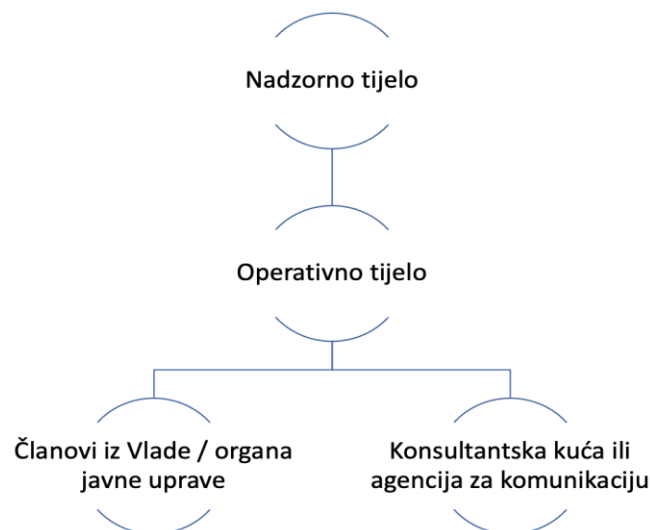 Nadzorno tijelo
Operativno tijelo
Članovi iz Vlade / organa
javne uprave
Konsultantska kuća ili
agencija za komunikaciju